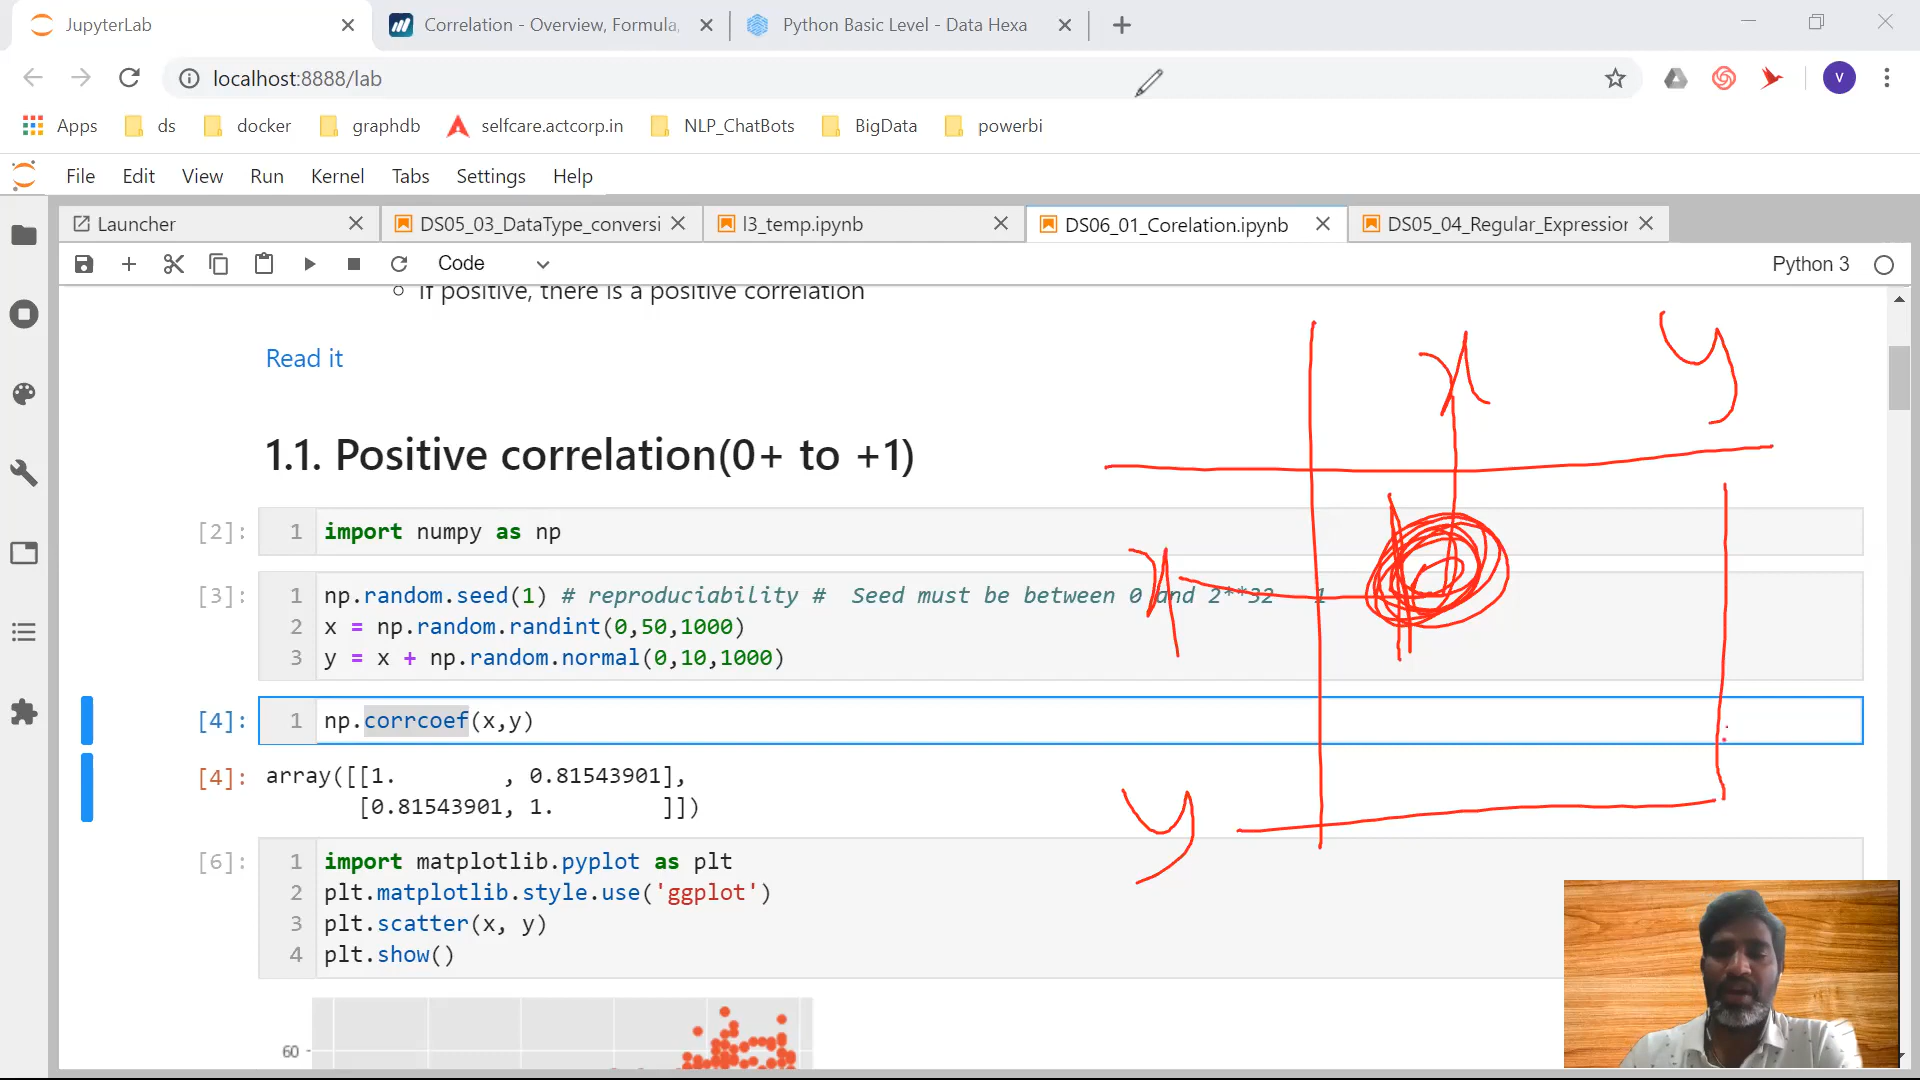 JupyterLab
Correlation - Overview, Formula,
Python Basic Level - Data Hexa
localhost:8888/lab
V
Apps
ds
docker
graphdb
selfcare.actcorp.in
NLP_ChatBots
BigData
powerbi
File Edit View Run Kernel Tabs Settings Help
Launcher
DS05_03_DataType_conversi
l3_temp.ipynb
DS06_01_Corelation.ipynb
DS05_04_Regular_Expression
Code
Python 3
If positive, there is a positive correlation
Read it
x y
1.1. Positive correlation(0+ to +1)
[2]: 1 import numpy as np
x
[3]: 1 np.random.seed(1) # reproduciability # Seed must be between 0 and 2**32 1
2 x = np.random.randint(0,50,1000)
3 y = x + np.random.normal(0,10,1000)
[4]: 1 np.corrcoef(x,y)
[4]: array([[1. , 0.81543901],
[0.81543901, 1. ]])
y
[6]: 1 import matplotlib.pyplot as plt
2 plt.matplotlib.style.use('ggplot')
3 plt.scatter(x, y)
4 plt.show()
60